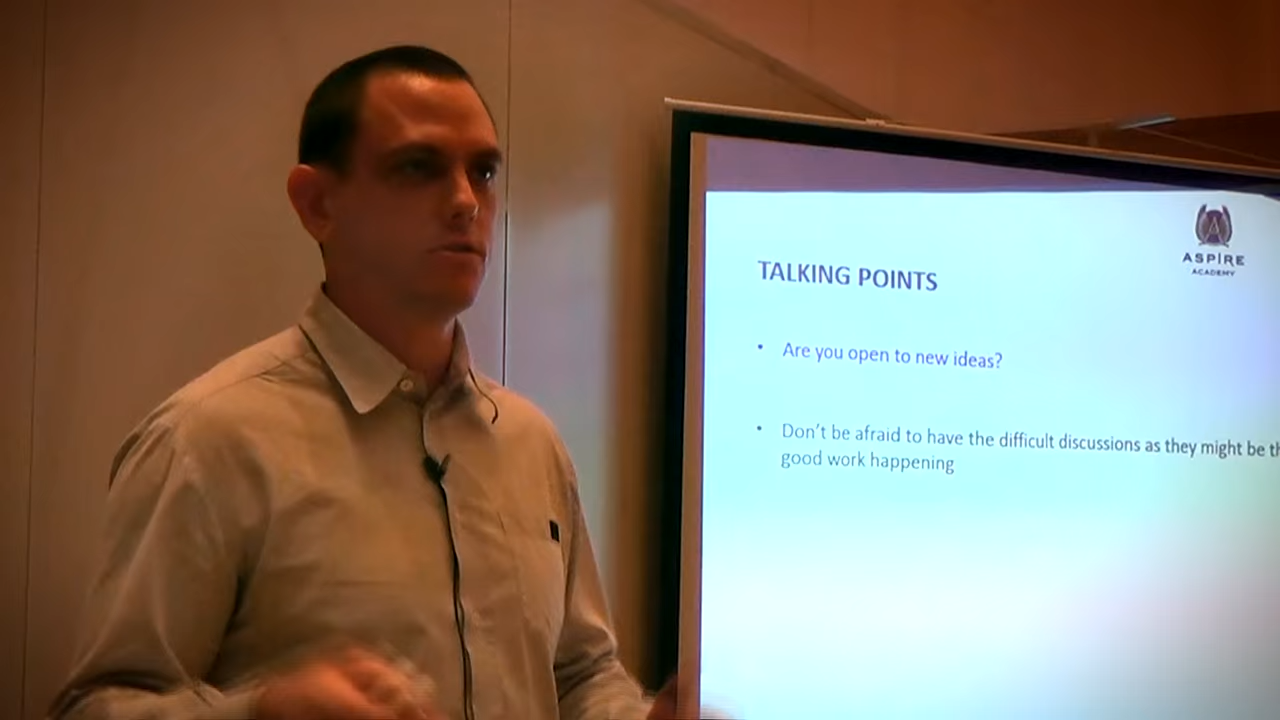 ASPIRE
ACADEMY
TALKING POINTS
• Are you open to new ideas?
• Don't be afraid to have the difficult discussions as they might be
good work happening